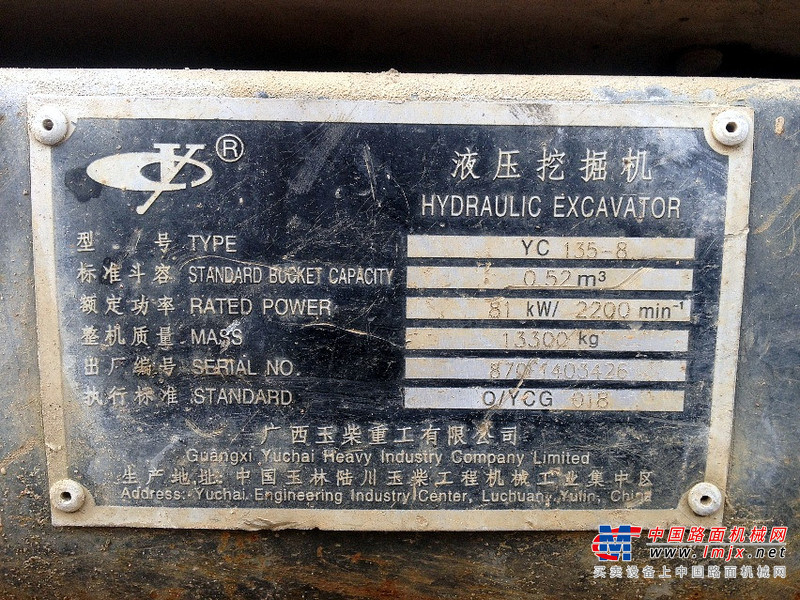 CY ®
液压挖掘机
HYDRAULIC EXCAVATOR
型 号 TYPE YC 135-8
标准斗容 STANDARD BUCKET CAPACITY 0.52 m³
额定功率 RATED POWER 81 kW/ 2200 min⁻¹
整机质量 MASS 13300 kg
出厂编号 SERIAL NO.
执行标准 STANDARD Q/YCG 018
广西玉柴重工有限公司
Guangxi Yuchai Heavy Industry Company Limited
生产地址: 中国玉林陆川玉柴工程机械工业集中区
Address: Yuchai Engineering Industry Center, Luchuan, Yulin, China
中国路面机械网
www.lmjx.net
买卖设备上中国路面机械网